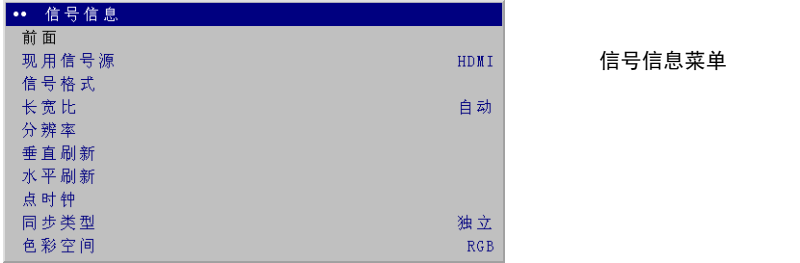 •• 信号信息
前面
现用信号源 HDMI
信号格式
长宽比 自动
分辨率
垂直刷新
水平刷新
点时钟
同步类型 独立
色彩空间 RGB
信号信息菜单